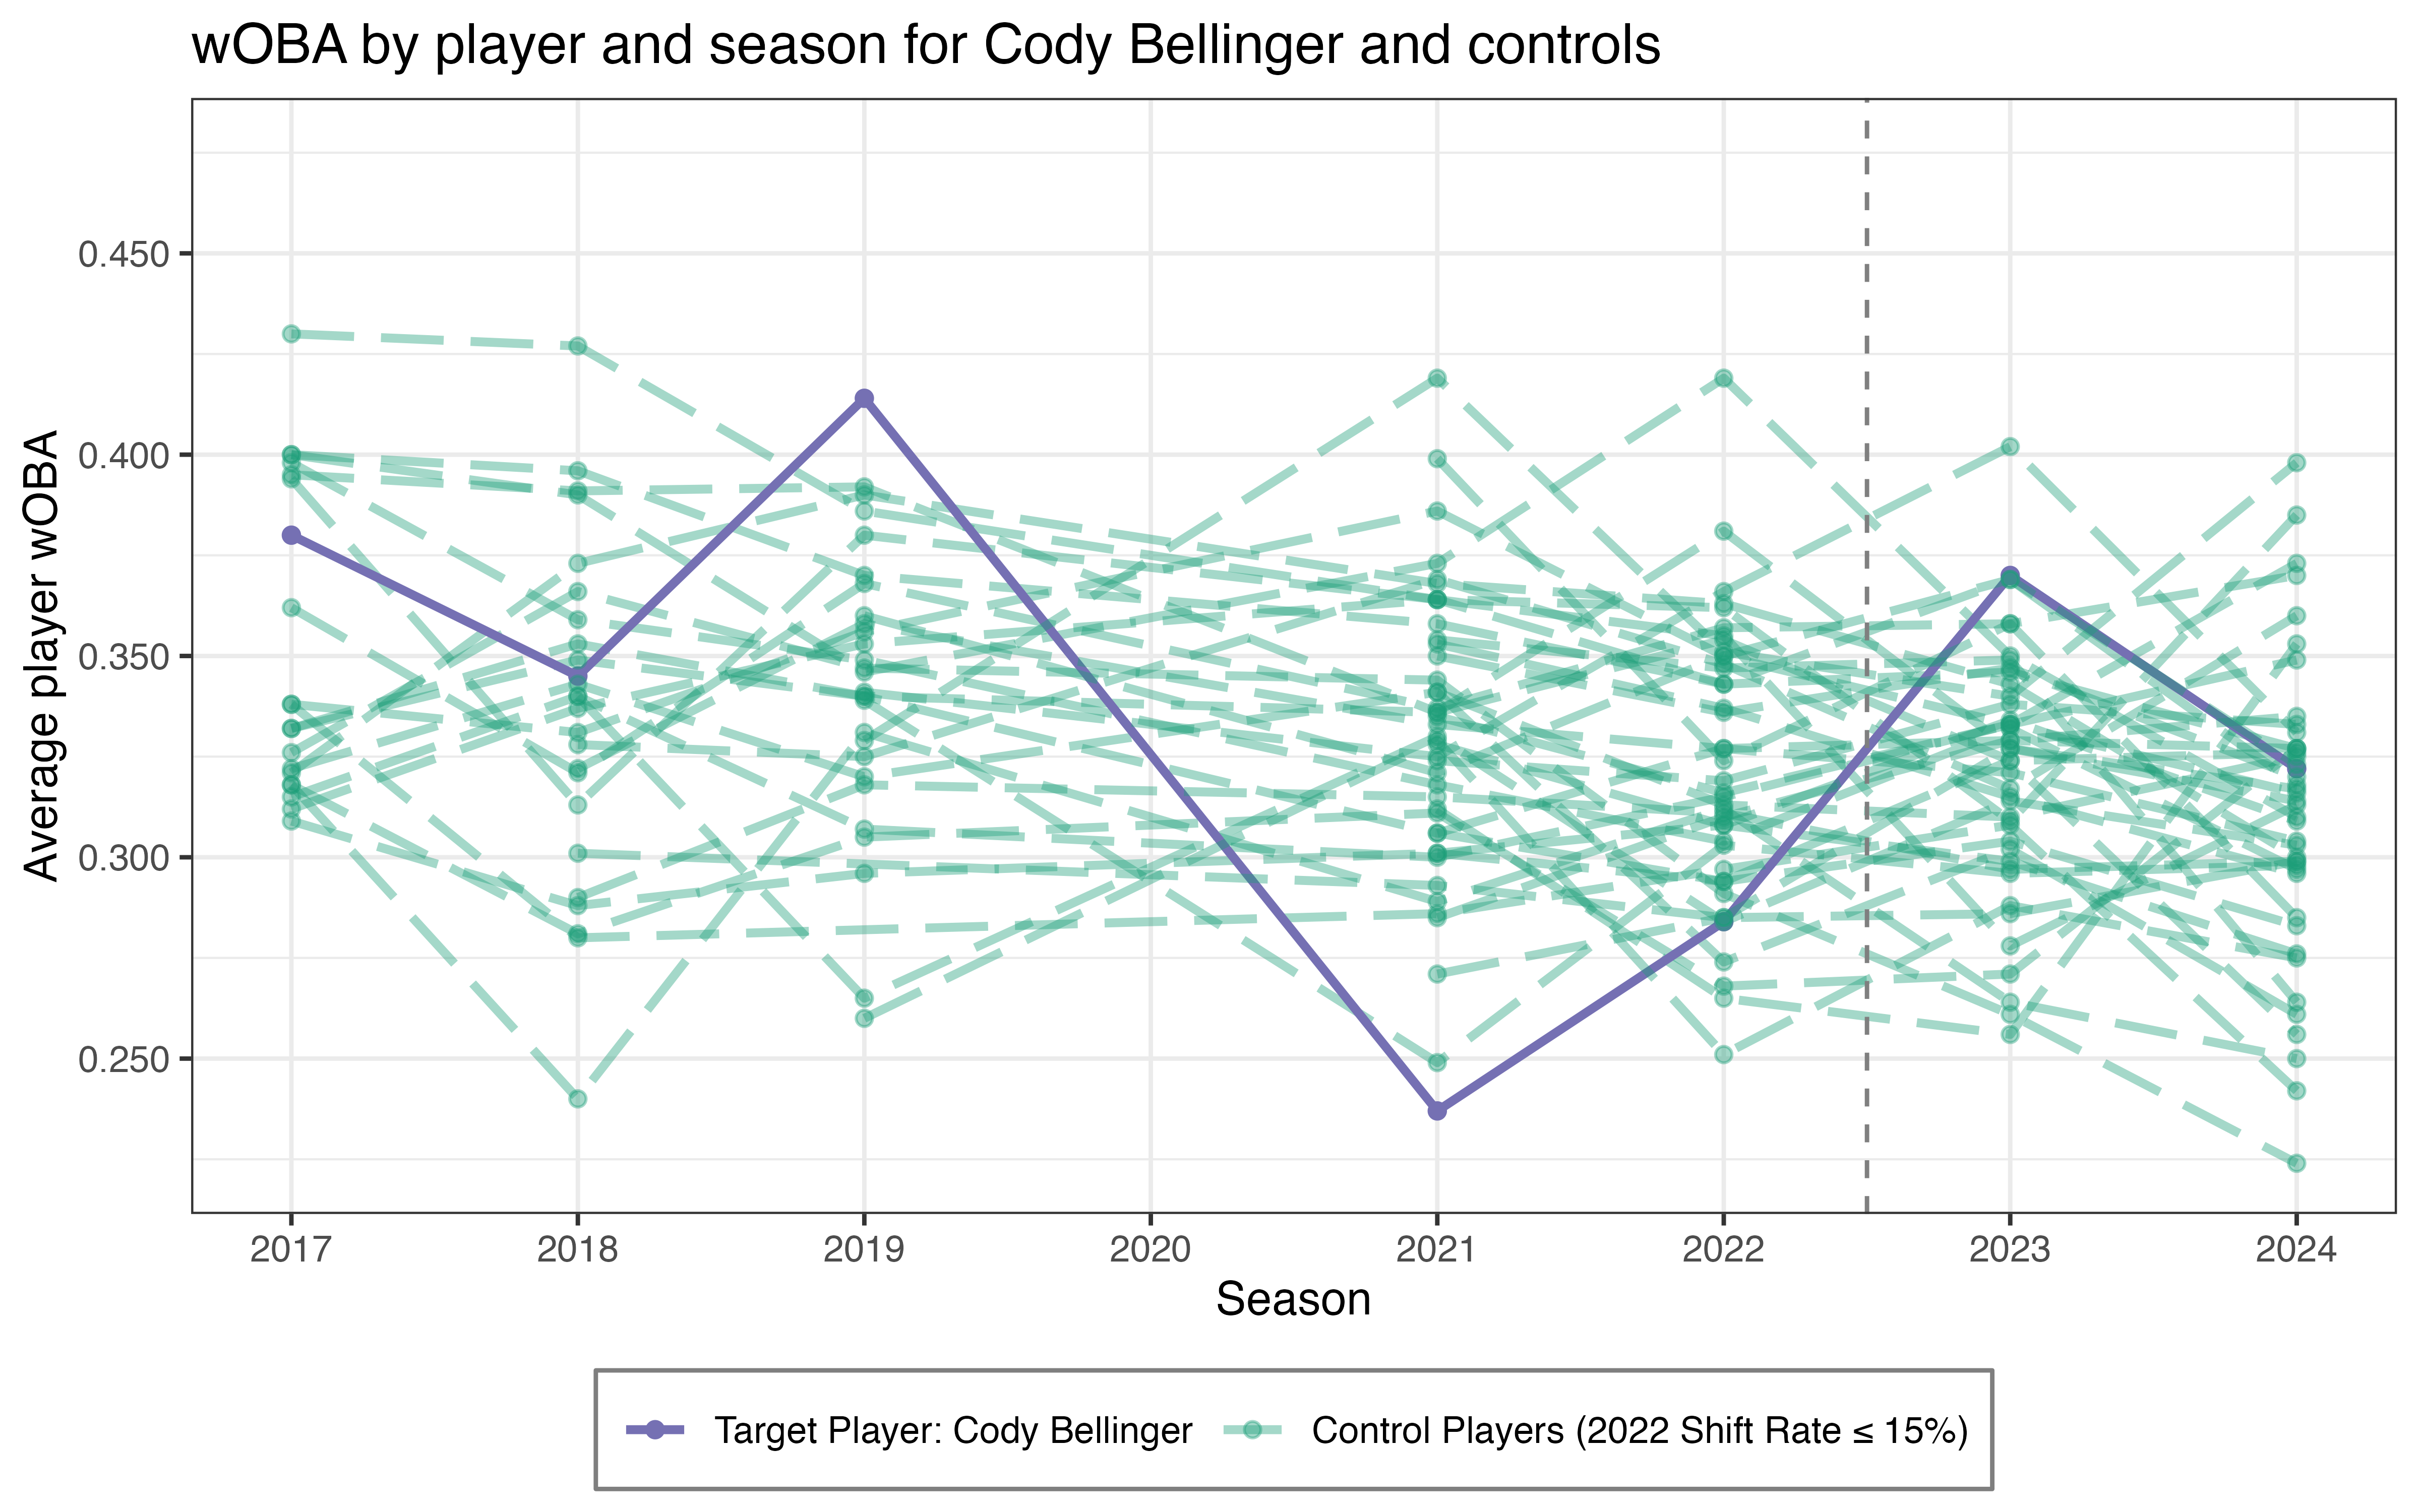 wOBA by player and season for Cody Bellinger and controls
Average player wOBA
0.450
0.400
0.350
0.300
0.250
2017 2018 2019 2020 2021 2022 2023 2024
Season
Target Player: Cody Bellinger Control Players (2022 Shift Rate ≤ 15%)